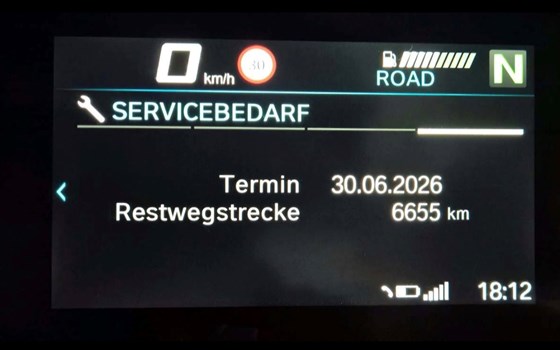 0 km/h 30 ROAD N
SERVICEBEDARF
Termin 30.06.2026
Restwegstrecke 6655 km
18:12